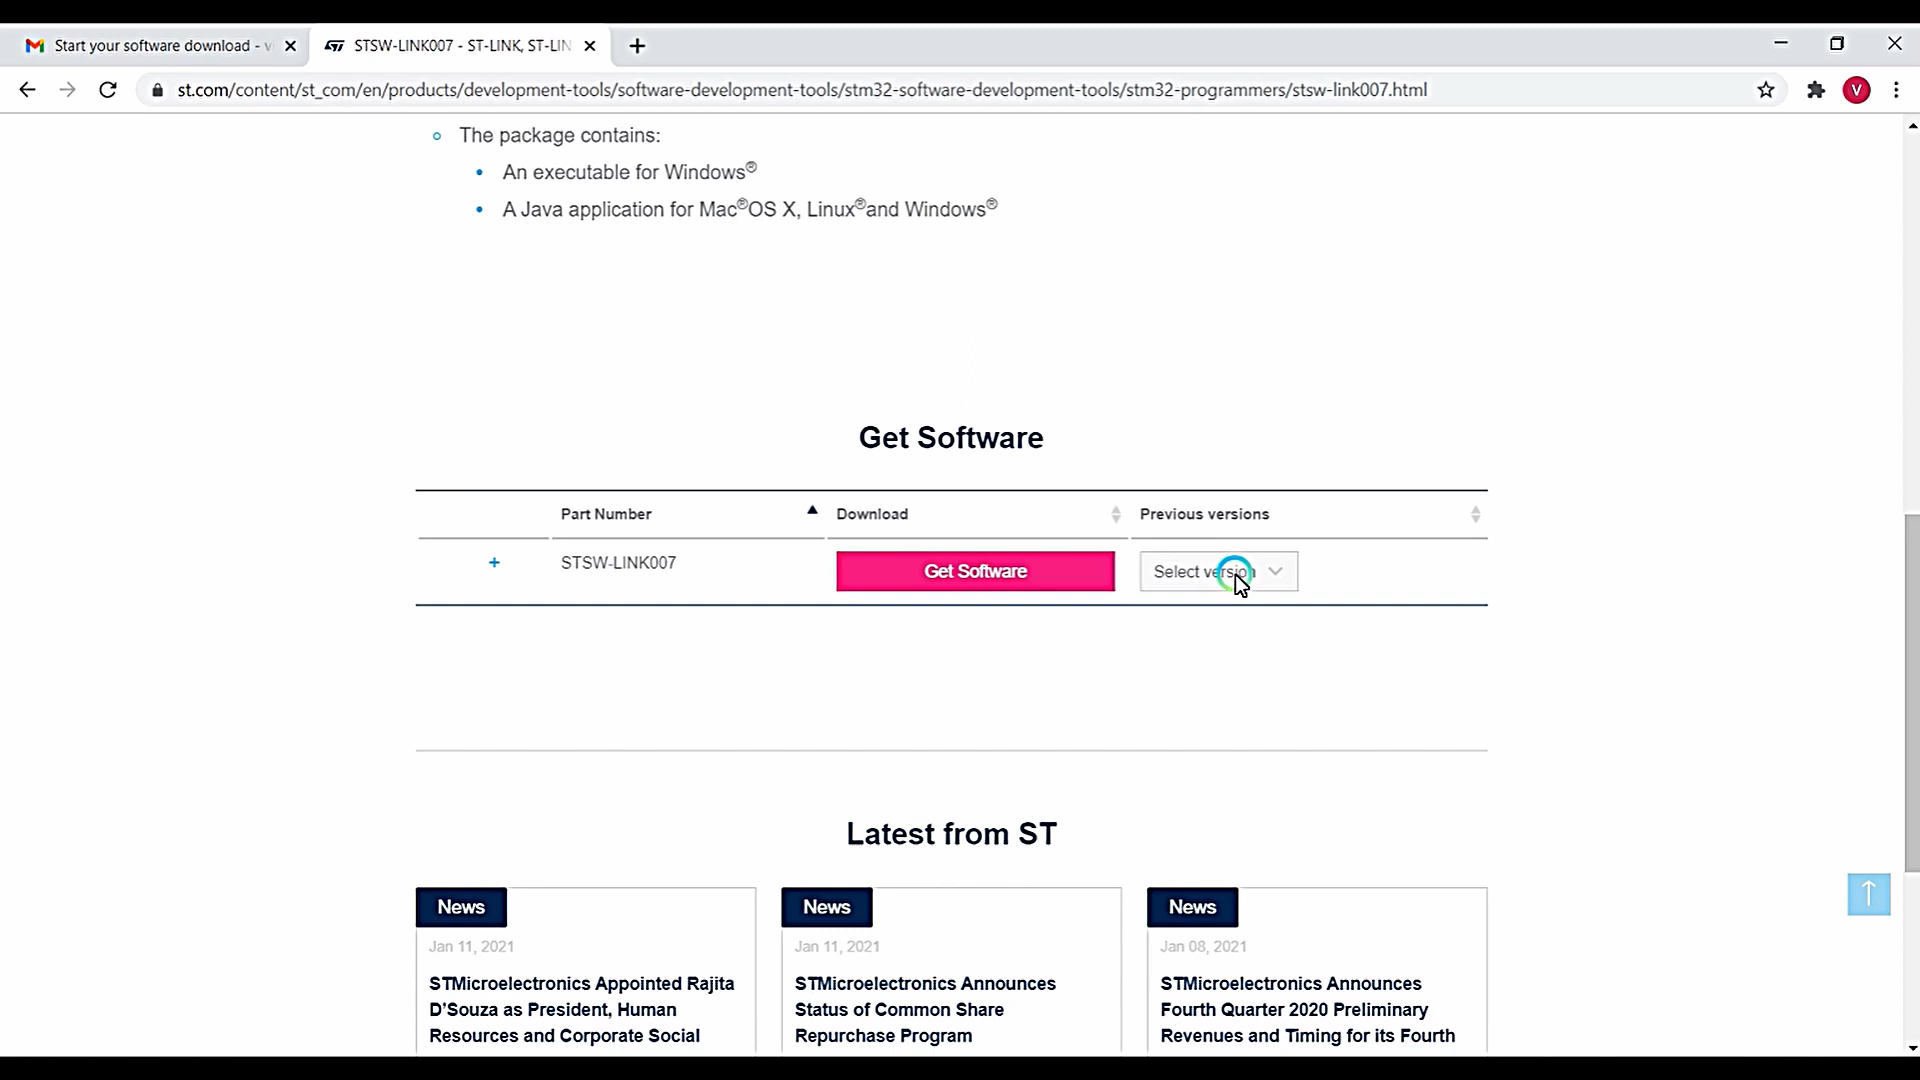 Start your software download - v
STSW-LINK007 - ST-LINK, ST-LIN
st.com/content/st_com/en/products/development-tools/software-development-tools/stm32-software-development-tools/stm32-programmers/stsw-link007.html
V
The package contains:
An executable for Windows®
A Java application for Mac®OS X, Linux®and Windows®
Get Software
Part Number Download Previous versions
+ STSW-LINK007 Get Software Select version
Latest from ST
News
Jan 11, 2021
STMicroelectronics Appointed Rajita
D’Souza as President, Human
Resources and Corporate Social
News
Jan 11, 2021
STMicroelectronics Announces
Status of Common Share
Repurchase Program
News
Jan 08, 2021
STMicroelectronics Announces
Fourth Quarter 2020 Preliminary
Revenues and Timing for its Fourth